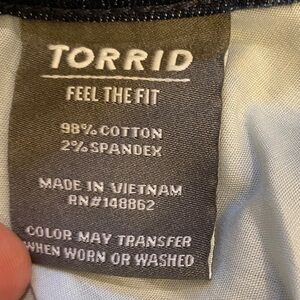 TORRID
FEEL THE FIT
98% COTTON
2% SPANDEX
MADE IN VIETNAM
RN#148862
COLOR MAY TRANSFER
WHEN WORN OR WASHED